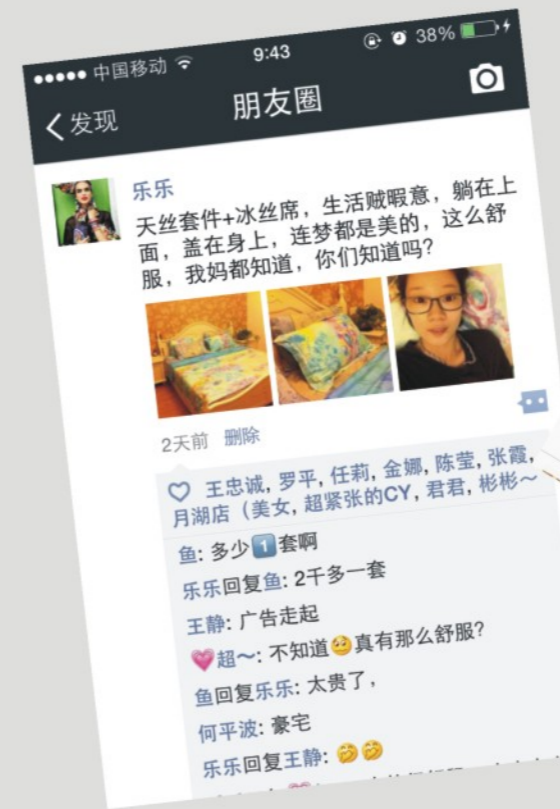 中国移动 9:43 38%
发现 朋友圈
乐乐
天丝套件+冰丝席，生活贼暇意，躺在上
面，盖在身上，连梦都是美的，这么舒
服，我妈都知道，你们知道吗?
2天前 删除
王忠诚, 罗平, 任莉, 金娜, 陈莹, 张霞,
月湖店（美女, 超紧张的CY, 君君, 彬彬～
鱼: 多少1️⃣套啊
乐乐回复鱼: 2千多一套
王静: 广告走起
💗超～: 不知道🥺真有那么舒服?
鱼回复乐乐: 太贵了，
何平波: 豪宅
乐乐回复王静: 🤣🤣